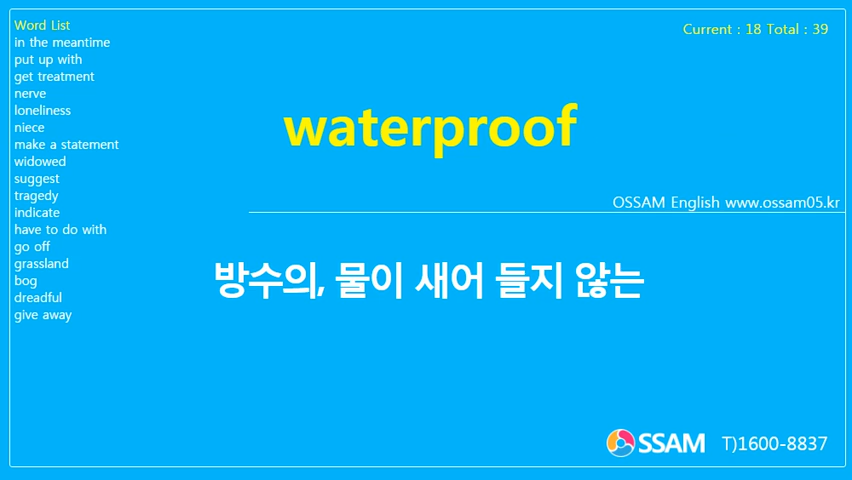 Word List
in the meantime
put up with
get treatment
nerve
loneliness
niece
make a statement
widowed
suggest
tragedy
indicate
have to do with
go off
grassland
bog
dreadful
give away
Current : 18 Total : 39
waterproof
OSSAM English www.ossam05.kr
방수의, 물이 새어 들지 않는
OSSAM T)1600-8837